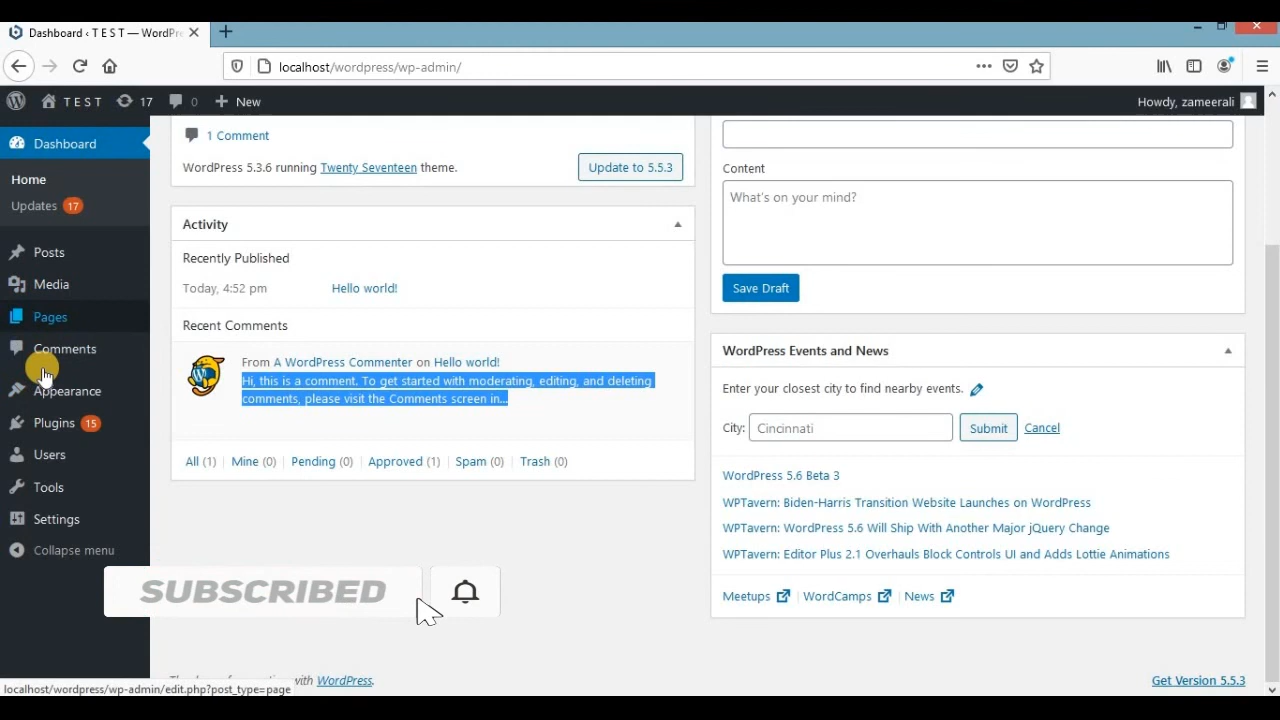 Dashboard ‹ T E S T — WordPre
localhost/wordpress/wp-admin/
T E S T 17 0 New
Howdy, zameerali
Dashboard
Home
Updates 17
Posts
Media
Pages
Comments
Appearance
Plugins 15
Users
Tools
Settings
Collapse menu
1 Comment
WordPress 5.3.6 running Twenty Seventeen theme.
Update to 5.5.3
Activity
Recently Published
Today, 4:52 pm Hello world!
Recent Comments
From A WordPress Commenter on Hello world!
Hi, this is a comment. To get started with moderating, editing, and deleting
comments, please visit the Comments screen in...
All (1) | Mine (0) | Pending (0) | Approved (1) | Spam (0) | Trash (0)
Content
What's on your mind?
Save Draft
WordPress Events and News
Enter your closest city to find nearby events.
City: Cincinnati Submit Cancel
WordPress 5.6 Beta 3
WPTavern: Biden-Harris Transition Website Launches on WordPress
WPTavern: WordPress 5.6 Will Ship With Another Major jQuery Change
WPTavern: Editor Plus 2.1 Overhauls Block Controls UI and Adds Lottie Animations
Meetups | WordCamps | News
SUBSCRIBED
with WordPress.
Get Version 5.5.3
localhost/wordpress/wp-admin/edit.php?post_type=page